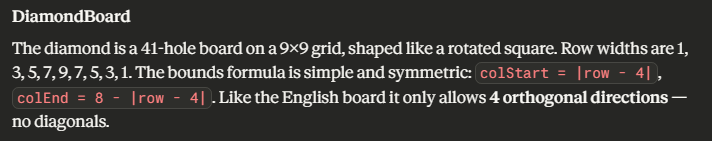 DiamondBoard
The diamond is a 41-hole board on a 9×9 grid, shaped like a rotated square. Row widths are 1,
3, 5, 7, 9, 7, 5, 3, 1. The bounds formula is simple and symmetric: colStart = |row - 4|,
colEnd = 8 - |row - 4|. Like the English board it only allows 4 orthogonal directions —
no diagonals.